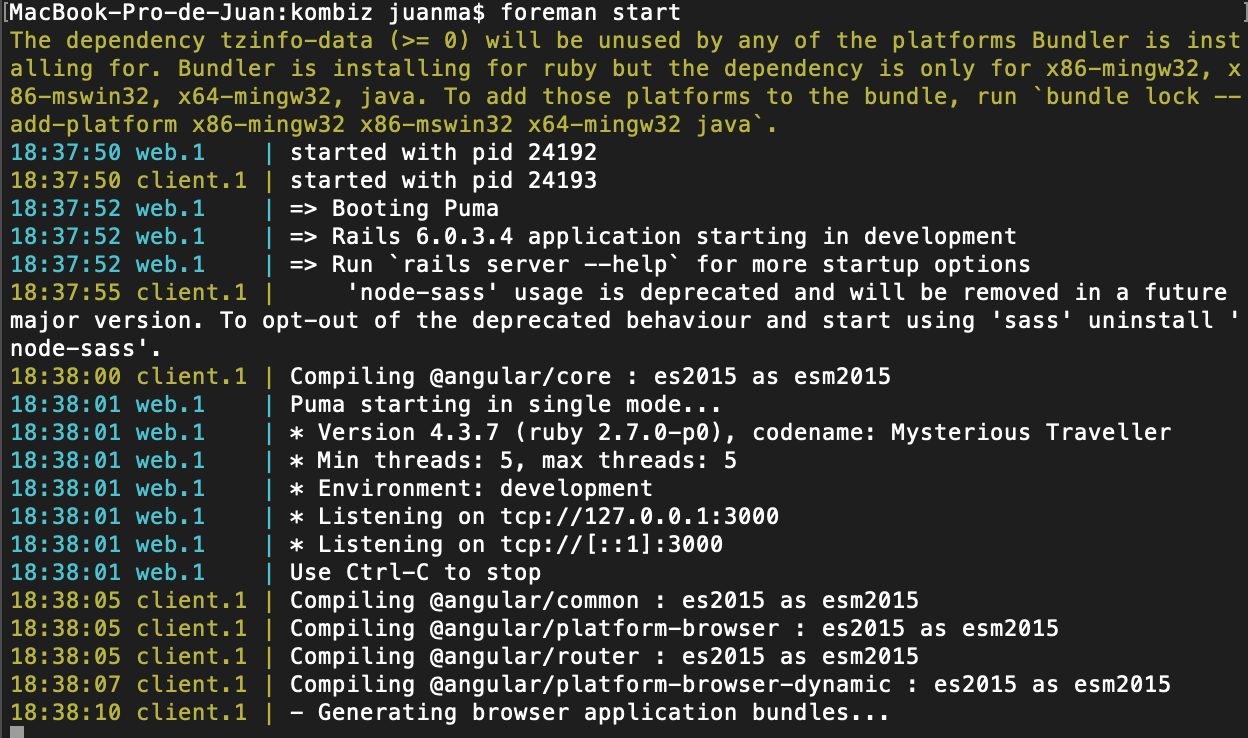 [MacBook-Pro-de-Juan:kombiz juanma$ foreman start ]
The dependency tzinfo-data (>= 0) will be unused by any of the platforms Bundler is inst
alling for. Bundler is installing for ruby but the dependency is only for x86-mingw32, x
86-mswin32, x64-mingw32, java. To add those platforms to the bundle, run `bundle lock --
add-platform x86-mingw32 x86-mswin32 x64-mingw32 java`.
18:37:50 web.1    | started with pid 24192
18:37:50 client.1 | started with pid 24193
18:37:52 web.1    | => Booting Puma
18:37:52 web.1    | => Rails 6.0.3.4 application starting in development
18:37:52 web.1    | => Run `rails server --help` for more startup options
18:37:55 client.1 |     'node-sass' usage is deprecated and will be removed in a future
major version. To opt-out of the deprecated behaviour and start using 'sass' uninstall '
node-sass'.
18:38:00 client.1 | Compiling @angular/core : es2015 as esm2015
18:38:01 web.1    | Puma starting in single mode...
18:38:01 web.1    | * Version 4.3.7 (ruby 2.7.0-p0), codename: Mysterious Traveller
18:38:01 web.1    | * Min threads: 5, max threads: 5
18:38:01 web.1    | * Environment: development
18:38:01 web.1    | * Listening on tcp://127.0.0.1:3000
18:38:01 web.1    | * Listening on tcp://[::1]:3000
18:38:01 web.1    | Use Ctrl-C to stop
18:38:05 client.1 | Compiling @angular/common : es2015 as esm2015
18:38:05 client.1 | Compiling @angular/platform-browser : es2015 as esm2015
18:38:05 client.1 | Compiling @angular/router : es2015 as esm2015
18:38:07 client.1 | Compiling @angular/platform-browser-dynamic : es2015 as esm2015
18:38:10 client.1 | - Generating browser application bundles...